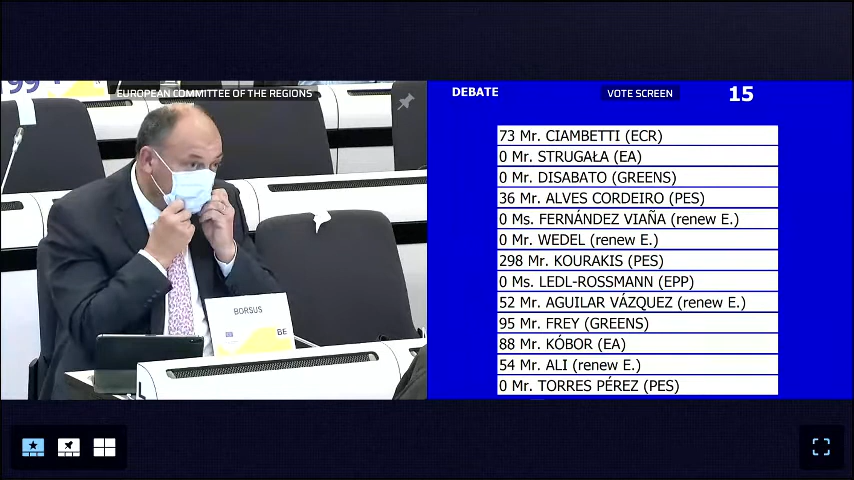 EUROPEAN COMMITTEE OF THE REGIONS
BORSUS
BE
DEBATE
VOTE SCREEN
15
73 Mr. CIAMBETTI (ECR)
0 Mr. STRUGAŁA (EA)
0 Mr. DISABATO (GREENS)
36 Mr. ALVES CORDEIRO (PES)
0 Ms. FERNÁNDEZ VIAÑA (renew E.)
0 Mr. WEDEL (renew E.)
298 Mr. KOURAKIS (PES)
0 Ms. LEDL-ROSSMANN (EPP)
52 Mr. AGUILAR VÁZQUEZ (renew E.)
95 Mr. FREY (GREENS)
88 Mr. KÓBOR (EA)
54 Mr. ALI (renew E.)
0 Mr. TORRES PÉREZ (PES)